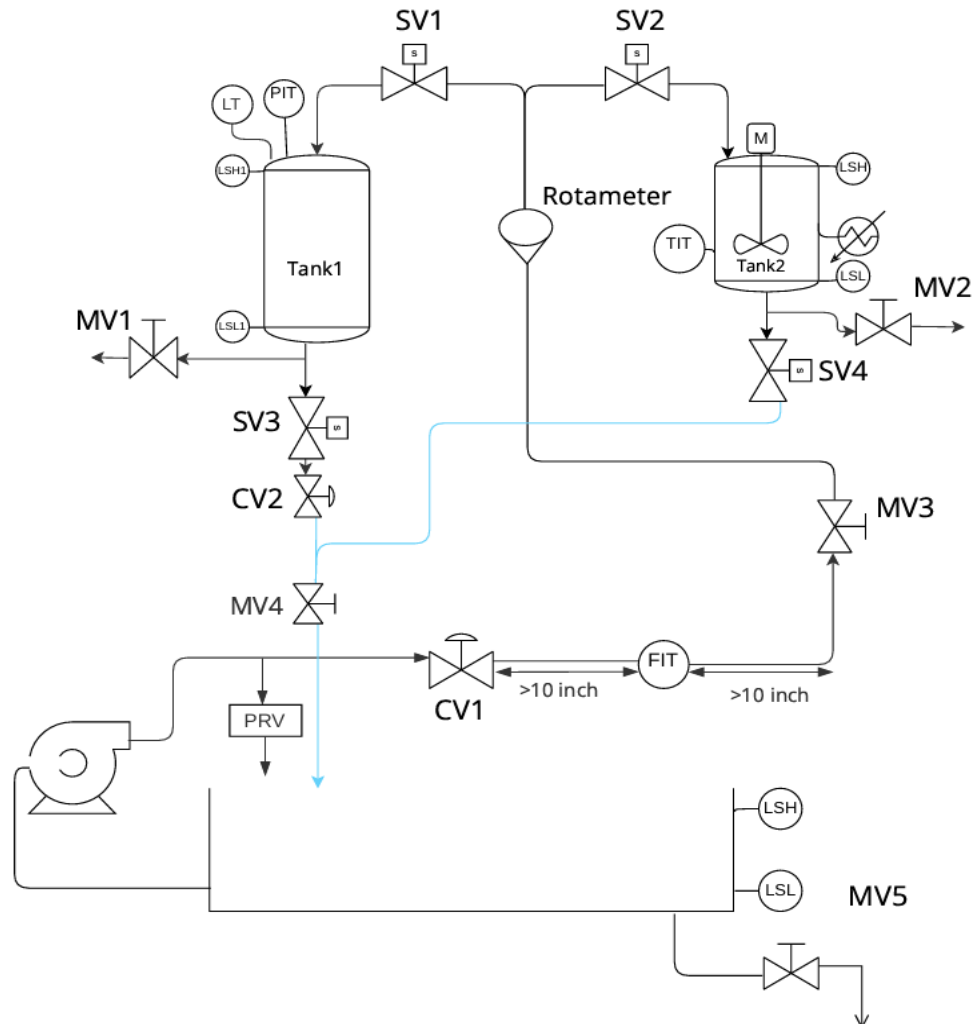 SV1
SV2
S
S
LT
PIT
M
LSH1
LSH
Rotameter
TIT
Tank1
Tank2
LSL
MV2
MV1
LSL1
SV4
S
SV3
S
CV2
MV3
MV4
FIT
>10 inch
>10 inch
CV1
PRV
LSH
LSL
MV5